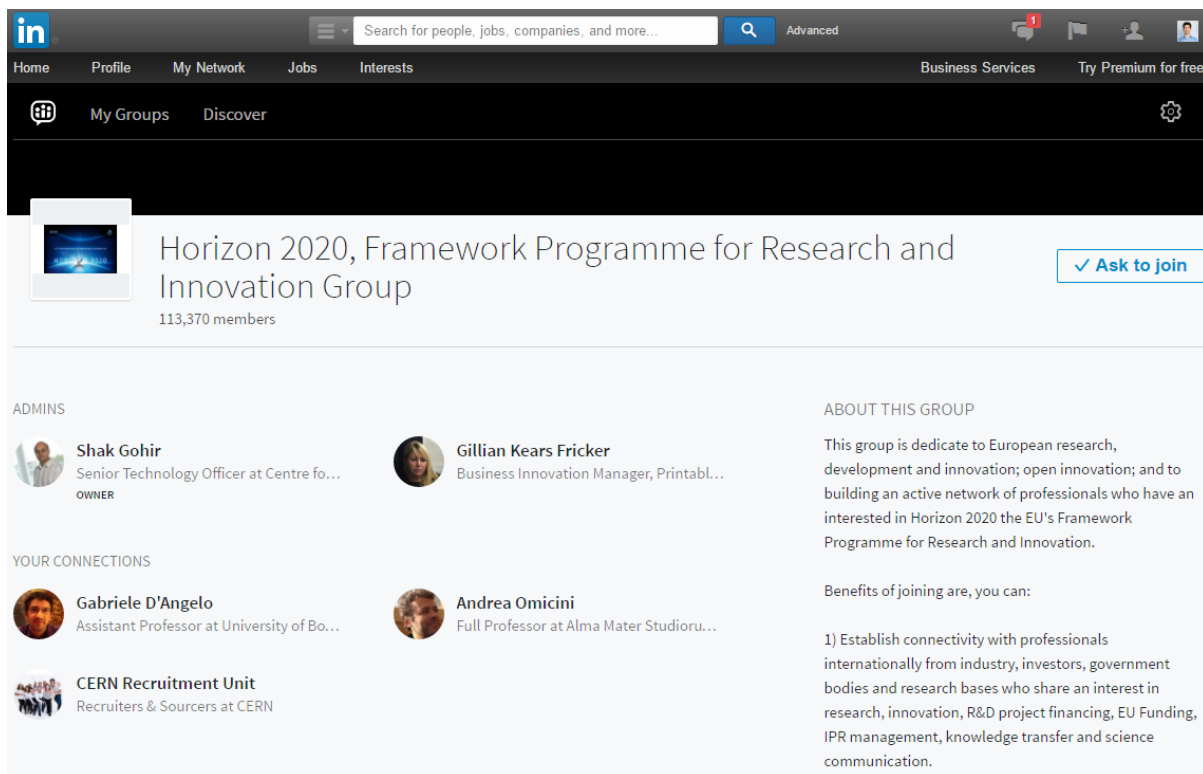 in
1
Search for people, jobs, companies, and more...
Advanced
Home Profile My Network Jobs Interests Business Services Try Premium for free
My Groups Discover
Horizon 2020, Framework Programme for Research and
Innovation Group
113,370 members
Ask to join
ADMINS
Shak Gohir
Senior Technology Officer at Centre fo...
OWNER
Gillian Kears Fricker
Business Innovation Manager, Printabl...
YOUR CONNECTIONS
Gabriele D'Angelo
Assistant Professor at University of Bo...
Andrea Omicini
Full Professor at Alma Mater Studioru...
CERN Recruitment Unit
Recruiters & Sourcers at CERN
ABOUT THIS GROUP
This group is dedicate to European research,
development and innovation; open innovation; and to
building an active network of professionals who have an
interested in Horizon 2020 the EU's Framework
Programme for Research and Innovation.
Benefits of joining are, you can:
1) Establish connectivity with professionals
internationally from industry, investors, government
bodies and research bases who share an interest in
research, innovation, R&D project financing, EU Funding,
IPR management, knowledge transfer and science
communication.